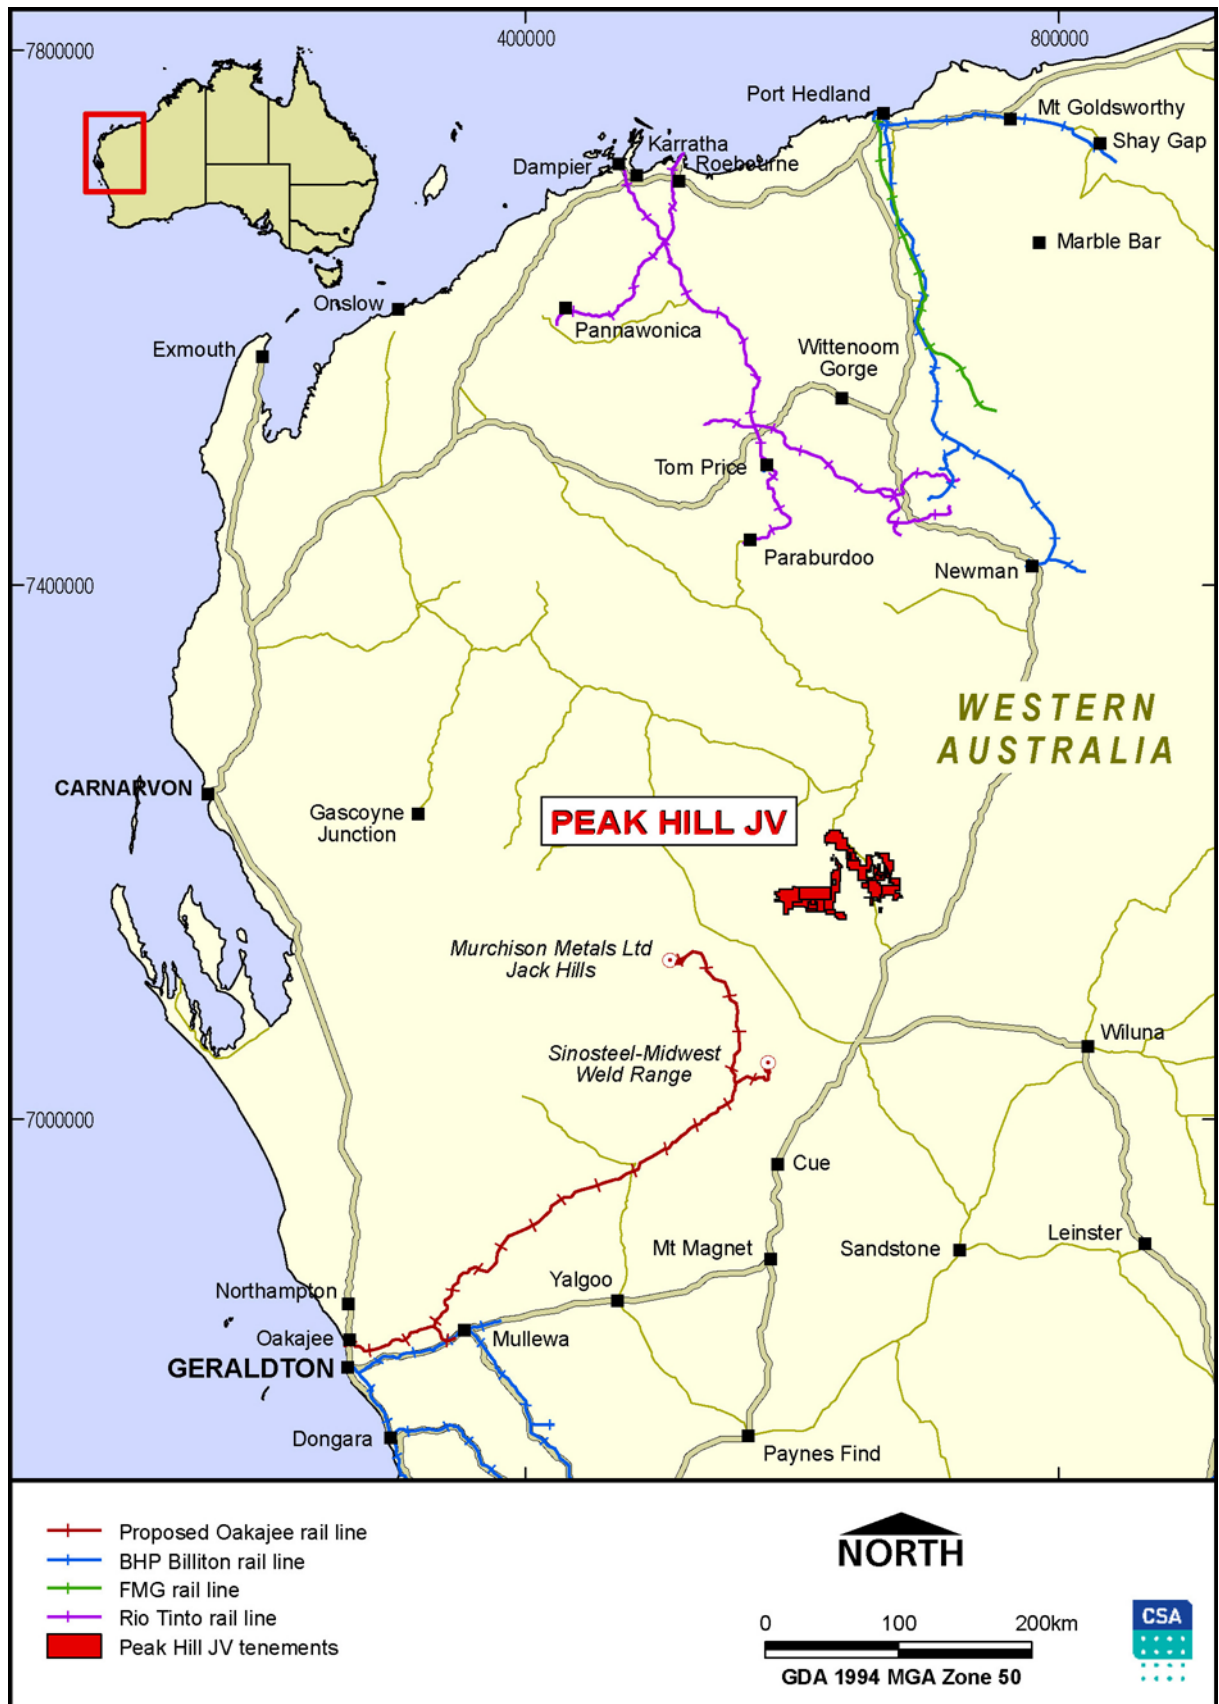 400000
800000
7800000
Port Hedland
Mt Goldsworthy
Karratha
Shay Gap
Dampier
Roebourne
Marble Bar
Onslow
Pannawonica
Exmouth
Wittenoom
Gorge
Tom Price
Paraburdoo
Newman
7400000
WESTERN
AUSTRALIA
CARNARVON
Gascoyne
Junction
PEAK HILL JV
Murchison Metals Ltd
Jack Hills
Wiluna
Sinosteel-Midwest
Weld Range
7000000
Cue
Leinster
Mt Magnet
Sandstone
Yalgoo
Northampton
Oakajee
Mullewa
GERALDTON
Dongara
Paynes Find
Proposed Oakajee rail line
BHP Billiton rail line
FMG rail line
Rio Tinto rail line
Peak Hill JV tenements
NORTH
0 100 200km
GDA 1994 MGA Zone 50
CSA